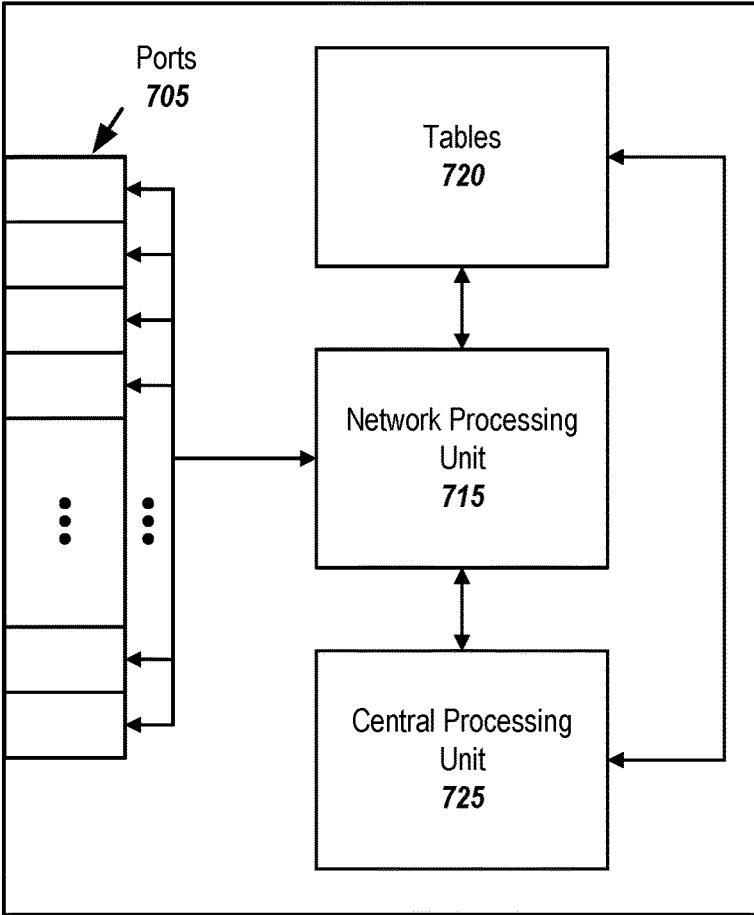 Ports
705
Tables
720
Network Processing
Unit
715
Central Processing
Unit
725